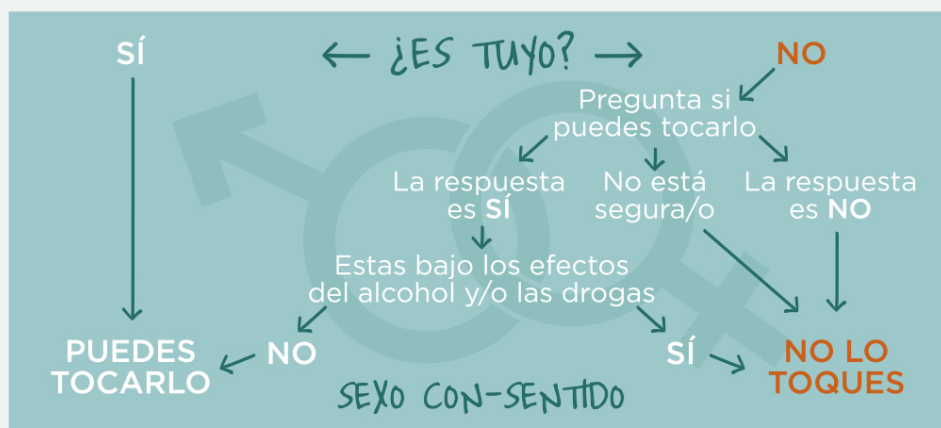 SÍ
← ¿ES TUYO? →
NO
Pregunta si
puedes tocarlo
La respuesta
es SÍ
No está
segura/o
La respuesta
es NO
Estas bajo los efectos
del alcohol y/o las drogas
NO
SÍ
PUEDES
TOCARLO
NO LO
TOQUES
SEXO CON-SENTIDO